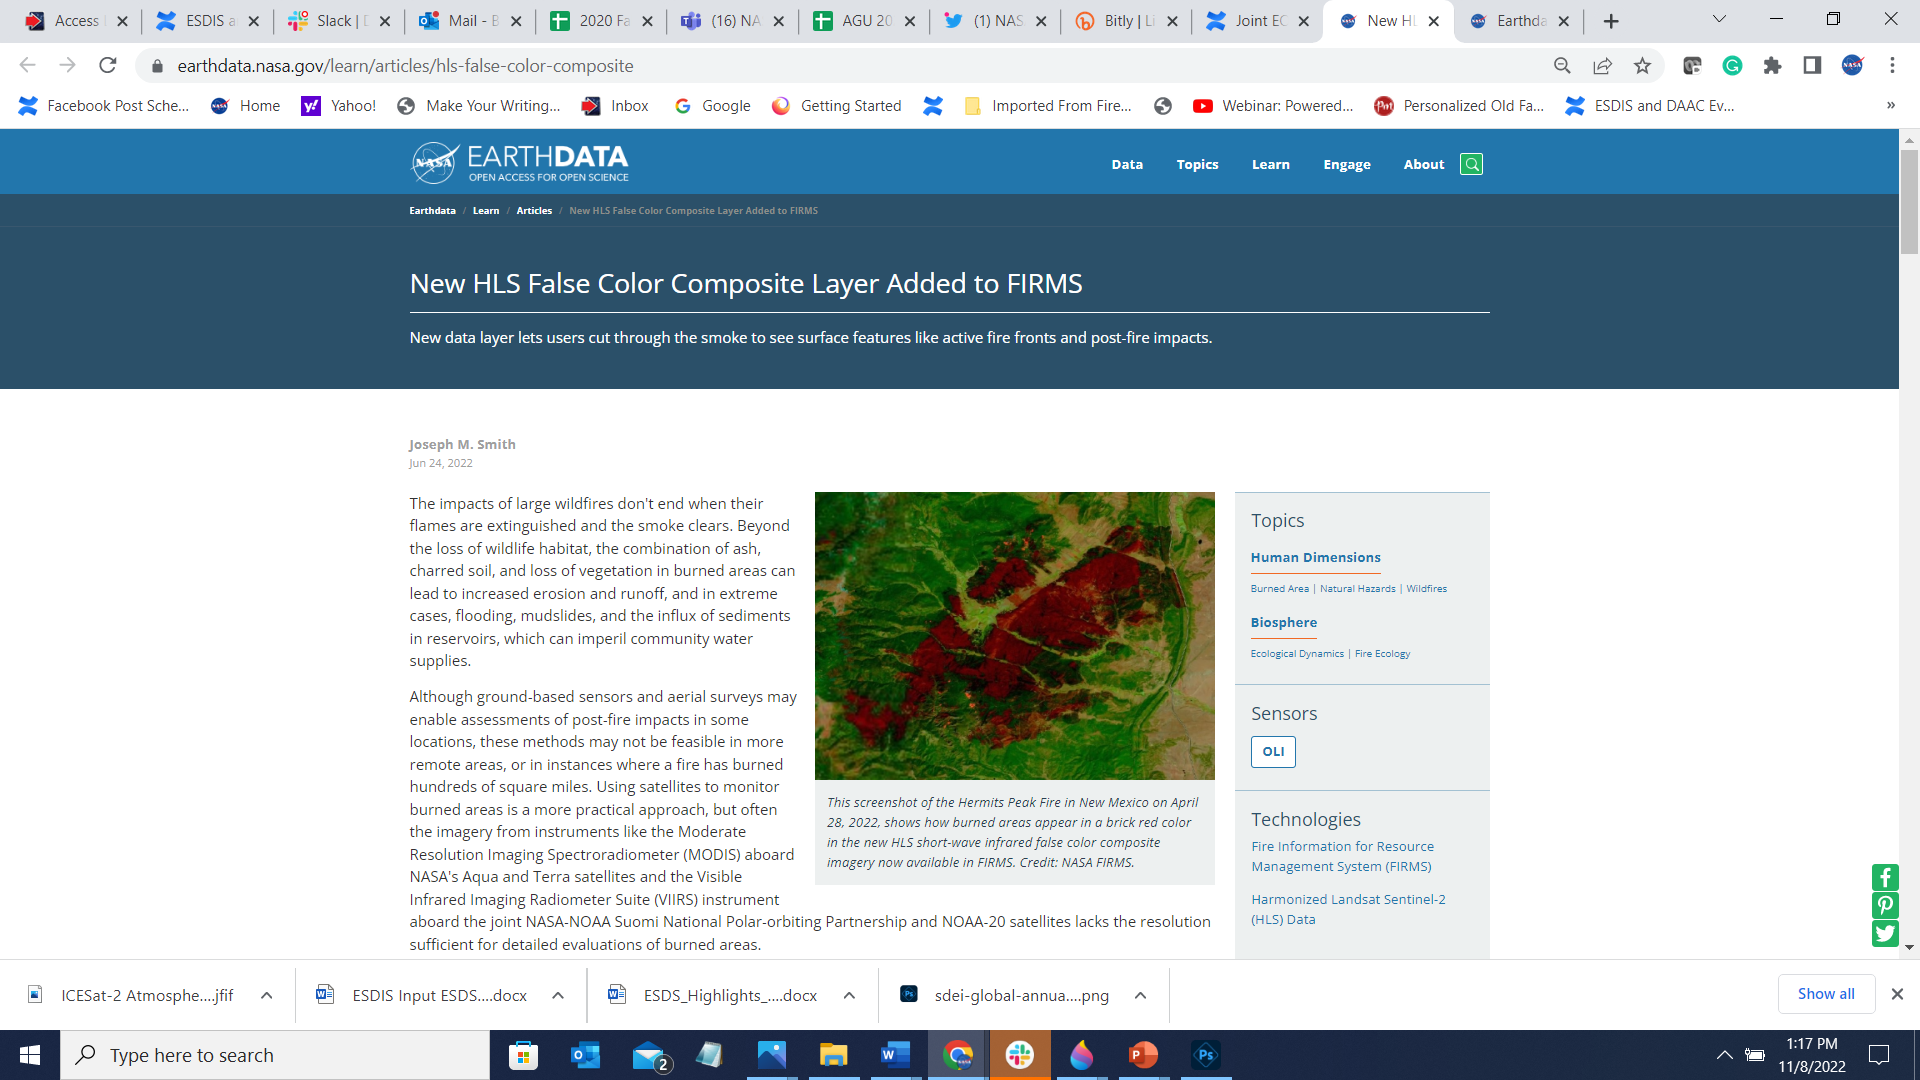 Access
ESDIS a
Slack | D
Mail - B
2020 Fa
(16) NA
AGU 20
(1) NAS
Bitly | Li
Joint EC
New HL
Earthda
earthdata.nasa.gov/learn/articles/hls-false-color-composite
Facebook Post Sche...
Home
Yahoo!
Make Your Writing...
Inbox
Google
Getting Started
Imported From Fire...
Webinar: Powered...
Personalized Old Fa...
ESDIS and DAAC Ev...
»
NASA EARTHDATA
OPEN ACCESS FOR OPEN SCIENCE
Data
Topics
Learn
Engage
About
Earthdata / Learn / Articles / New HLS False Color Composite Layer Added to FIRMS
New HLS False Color Composite Layer Added to FIRMS
New data layer lets users cut through the smoke to see surface features like active fire fronts and post-fire impacts.
Joseph M. Smith
Jun 24, 2022
The impacts of large wildfires don't end when their
flames are extinguished and the smoke clears. Beyond
the loss of wildlife habitat, the combination of ash,
charred soil, and loss of vegetation in burned areas can
lead to increased erosion and runoff, and in extreme
cases, flooding, mudslides, and the influx of sediments
in reservoirs, which can imperil community water
supplies.
Although ground-based sensors and aerial surveys may
enable assessments of post-fire impacts in some
locations, these methods may not be feasible in more
remote areas, or in instances where a fire has burned
hundreds of square miles. Using satellites to monitor
burned areas is a more practical approach, but often
the imagery from instruments like the Moderate
Resolution Imaging Spectroradiometer (MODIS) aboard
NASA's Aqua and Terra satellites and the Visible
Infrared Imaging Radiometer Suite (VIIRS) instrument
aboard the joint NASA-NOAA Suomi National Polar-orbiting Partnership and NOAA-20 satellites lacks the resolution
sufficient for detailed evaluations of burned areas.
This screenshot of the Hermits Peak Fire in New Mexico on April
28, 2022, shows how burned areas appear in a brick red color
in the new HLS short-wave infrared false color composite
imagery now available in FIRMS. Credit: NASA FIRMS.
Topics
Human Dimensions
Burned Area | Natural Hazards | Wildfires
Biosphere
Ecological Dynamics | Fire Ecology
Sensors
OLI
Technologies
Fire Information for Resource
Management System (FIRMS)
Harmonized Landsat Sentinel-2
(HLS) Data
ICESat-2 Atmosphe....jfif
ESDIS Input ESDS....docx
ESDS_Highlights_....docx
sdei-global-annua....png
Show all
Type here to search
2
1:17 PM
11/8/2022